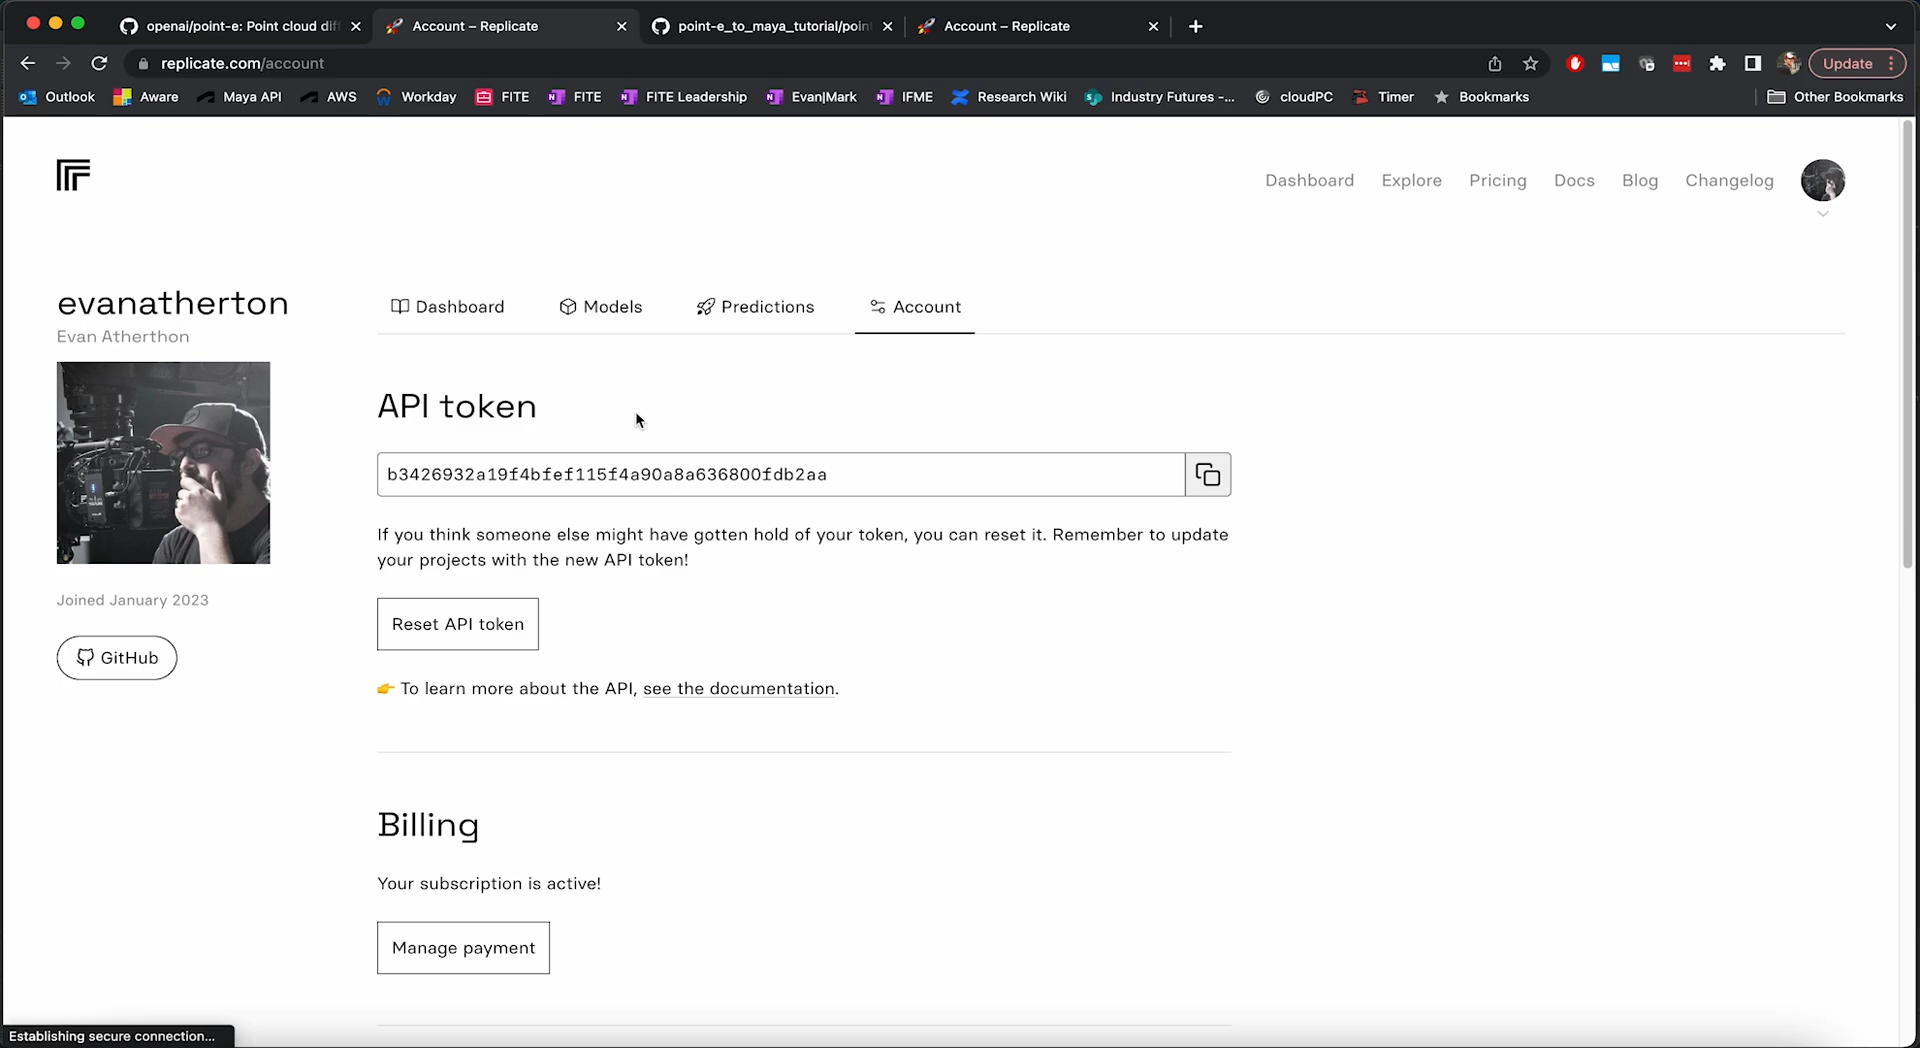 openai/point-e: Point cloud dif
Account – Replicate
point-e_to_maya_tutorial/poin
Account – Replicate
replicate.com/account
Update
Outlook
Aware
Maya API
AWS
Workday
FITE
FITE
FITE Leadership
Evan|Mark
IFME
Research Wiki
Industry Futures -...
cloudPC
Timer
Bookmarks
Other Bookmarks
Dashboard
Explore
Pricing
Docs
Blog
Changelog
evanatherton
Evan Atherthon
Joined January 2023
GitHub
Dashboard
Models
Predictions
Account
API token
b3426932a19f4bfef115f4a90a8a636800fdb2aa
If you think someone else might have gotten hold of your token, you can reset it. Remember to update
your projects with the new API token!
Reset API token
👉 To learn more about the API, see the documentation.
Billing
Your subscription is active!
Manage payment
Establishing secure connection...